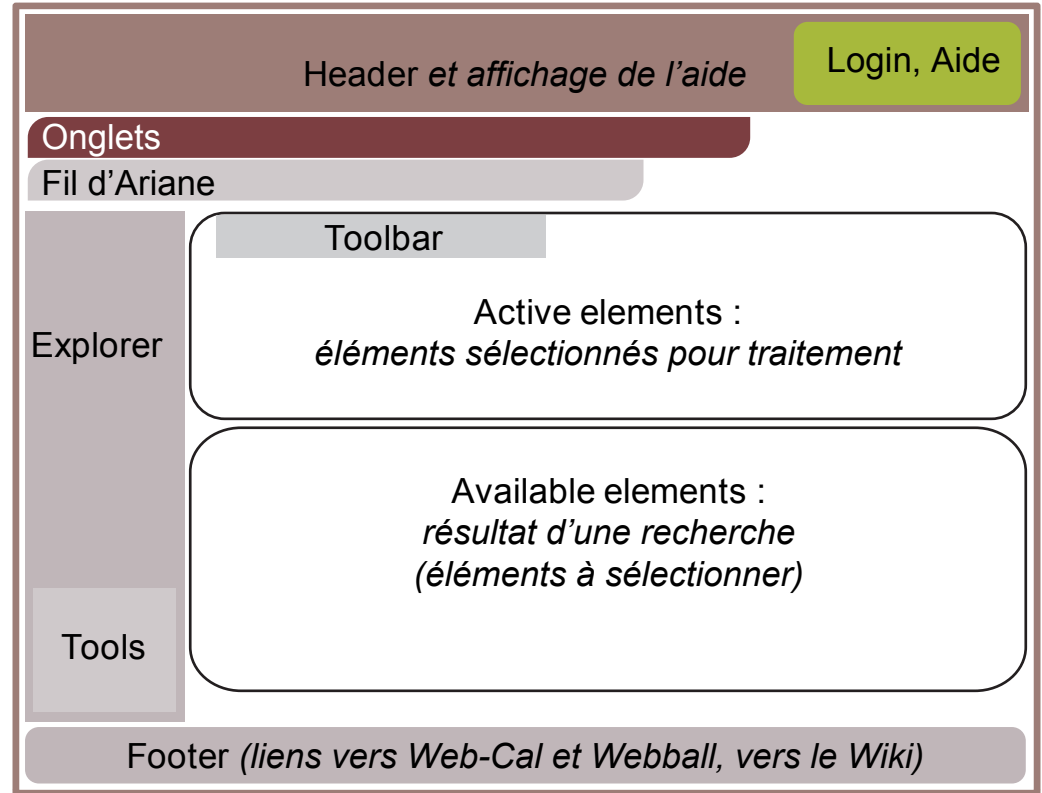 Header et affichage de l'aide
Login, Aide
Onglets
Fil d'Ariane
Explorer
Toolbar
Active elements :
éléments sélectionnés pour traitement
Available elements :
résultat d'une recherche
(éléments à sélectionner)
Tools
Footer (liens vers Web-Cal et Webball, vers le Wiki)